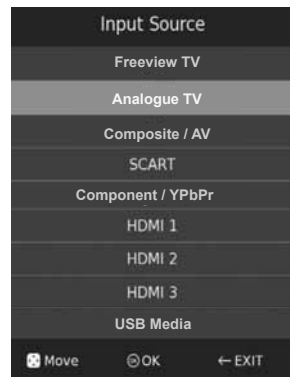 Input Source
Freeview TV
Analogue TV
Composite / AV
SCART
Component / YPbPr
HDMI 1
HDMI 2
HDMI 3
USB Media
Move OK ← EXIT